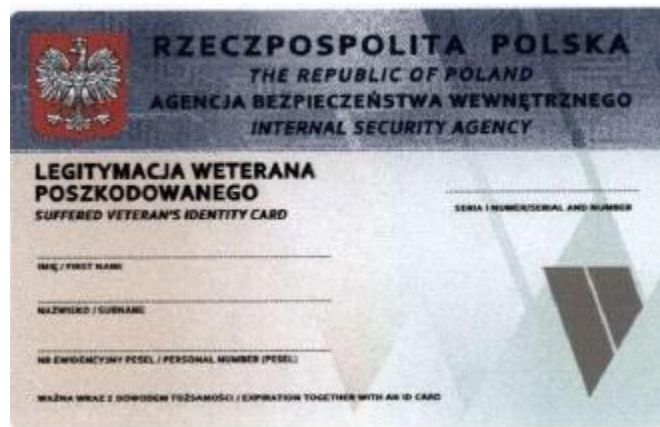 RZECZPOSPOLITA POLSKA
THE REPUBLIC OF POLAND
AGENCJA BEZPIECZEŃSTWA WEWNĘTRZNEGO
INTERNAL SECURITY AGENCY
LEGITYMACJA WETERANA
POSZKODOWANEGO
SUFFERED VETERAN'S IDENTITY CARD
SERIA I NUMER/SERIAL AND NUMBER
IMIĘ / FIRST NAME
NAZWISKO / SURNAME
NR EWIDENCYJNY PESEL / PERSONAL NUMBER (PESEL)
WAŻNA WRAZ Z DOWODEM TOŻSAMOŚCI / EXPIRATION TOGETHER WITH AN ID CARD